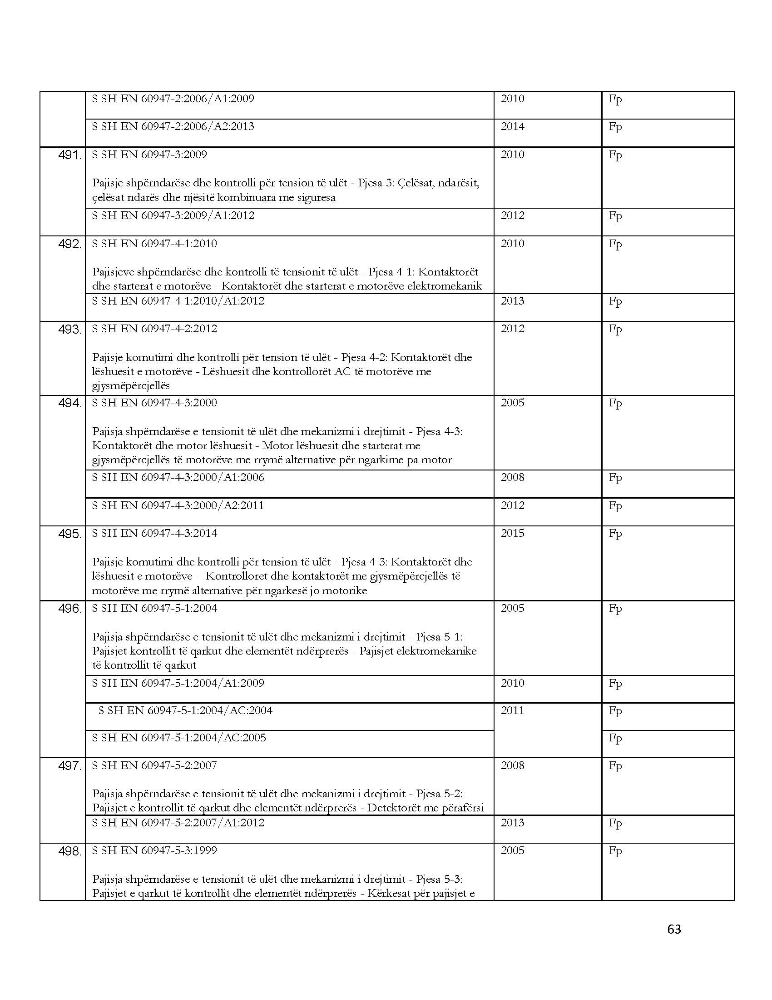 S SH EN 60947-2:2006/A1:2009 2010 Fp
S SH EN 60947-2:2006/A2:2013 2014 Fp
491. S SH EN 60947-3:2009 2010 Fp
Pajisje shpërndarëse dhe kontrolli për tension të ulët - Pjesa 3: Çelësat, ndarësit,
çelësat ndarës dhe njësitë kombinuara me siguresa
S SH EN 60947-3:2009/A1:2012 2012 Fp
492. S SH EN 60947-4-1:2010 2010 Fp
Pajisjeve shpërndarëse dhe kontrolli të tensionit të ulët - Pjesa 4-1: Kontaktorët
dhe starterat e motorëve - Kontaktorët dhe starterat e motorëve elektromekanik
S SH EN 60947-4-1:2010/A1:2012 2013 Fp
493. S SH EN 60947-4-2:2012 2012 Fp
Pajisje komutimi dhe kontrolli për tension të ulët - Pjesa 4-2: Kontaktorët dhe
lëshuesit e motorëve - Lëshuesit dhe kontrollorët AC të motorëve me
gjysmëpërcjellës
494. S SH EN 60947-4-3:2000 2005 Fp
Pajisja shpërndarëse e tensionit të ulët dhe mekanizmi i drejtimit - Pjesa 4-3:
Kontaktorët dhe motor lëshuesit - Motor lëshuesit dhe starterat me
gjysmëpërcjellës të motorëve me rrymë alternative për ngarkime pa motor
S SH EN 60947-4-3:2000/A1:2006 2008 Fp
S SH EN 60947-4-3:2000/A2:2011 2012 Fp
495. S SH EN 60947-4-3:2014 2015 Fp
Pajisje komutimi dhe kontrolli për tension të ulët - Pjesa 4-3: Kontaktorët dhe
lëshuesit e motorëve - Kontrolloret dhe kontaktorët me gjysmëpërcjellës të
motorëve me rrymë alternative për ngarkesë jo motorike
496. S SH EN 60947-5-1:2004 2005 Fp
Pajisja shpërndarëse e tensionit të ulët dhe mekanizmi i drejtimit - Pjesa 5-1:
Pajisjet kontrollit të qarkut dhe elementët ndërprerës - Pajisjet elektromekanike
të kontrollit të qarkut
S SH EN 60947-5-1:2004/A1:2009 2010 Fp
S SH EN 60947-5-1:2004/AC:2004 2011 Fp
S SH EN 60947-5-1:2004/AC:2005 Fp
497. S SH EN 60947-5-2:2007 2008 Fp
Pajisja shpërndarëse e tensionit të ulët dhe mekanizmi i drejtimit - Pjesa 5-2:
Pajisjet e kontrollit të qarkut dhe elementët ndërprerës - Detektorët me përafërsi
S SH EN 60947-5-2:2007/A1:2012 2013 Fp
498. S SH EN 60947-5-3:1999 2005 Fp
Pajisja shpërndarëse e tensionit të ulët dhe mekanizmi i drejtimit - Pjesa 5-3:
Pajisjet e qarkut të kontrollit dhe elementët ndërprerës - Kërkesat për pajisjet e
63